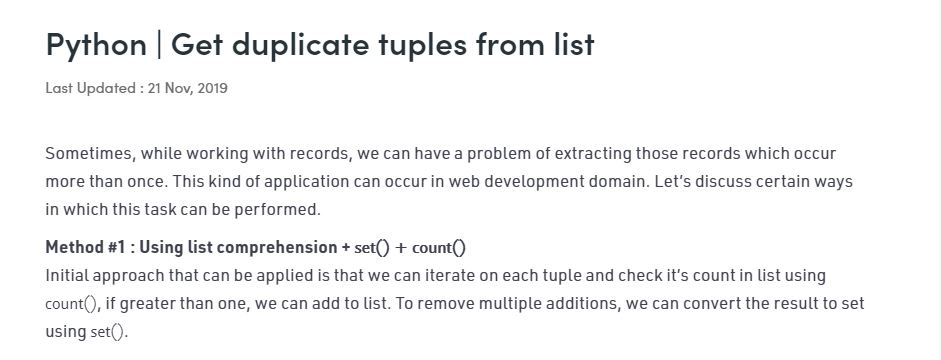 Python | Get duplicate tuples from list
Last Updated : 21 Nov, 2019
Sometimes, while working with records, we can have a problem of extracting those records which occur
more than once. This kind of application can occur in web development domain. Let's discuss certain ways
in which this task can be performed.
Method #1 : Using list comprehension + set() + count()
Initial approach that can be applied is that we can iterate on each tuple and check it's count in list using
count(), if greater than one, we can add to list. To remove multiple additions, we can convert the result to set
using set().